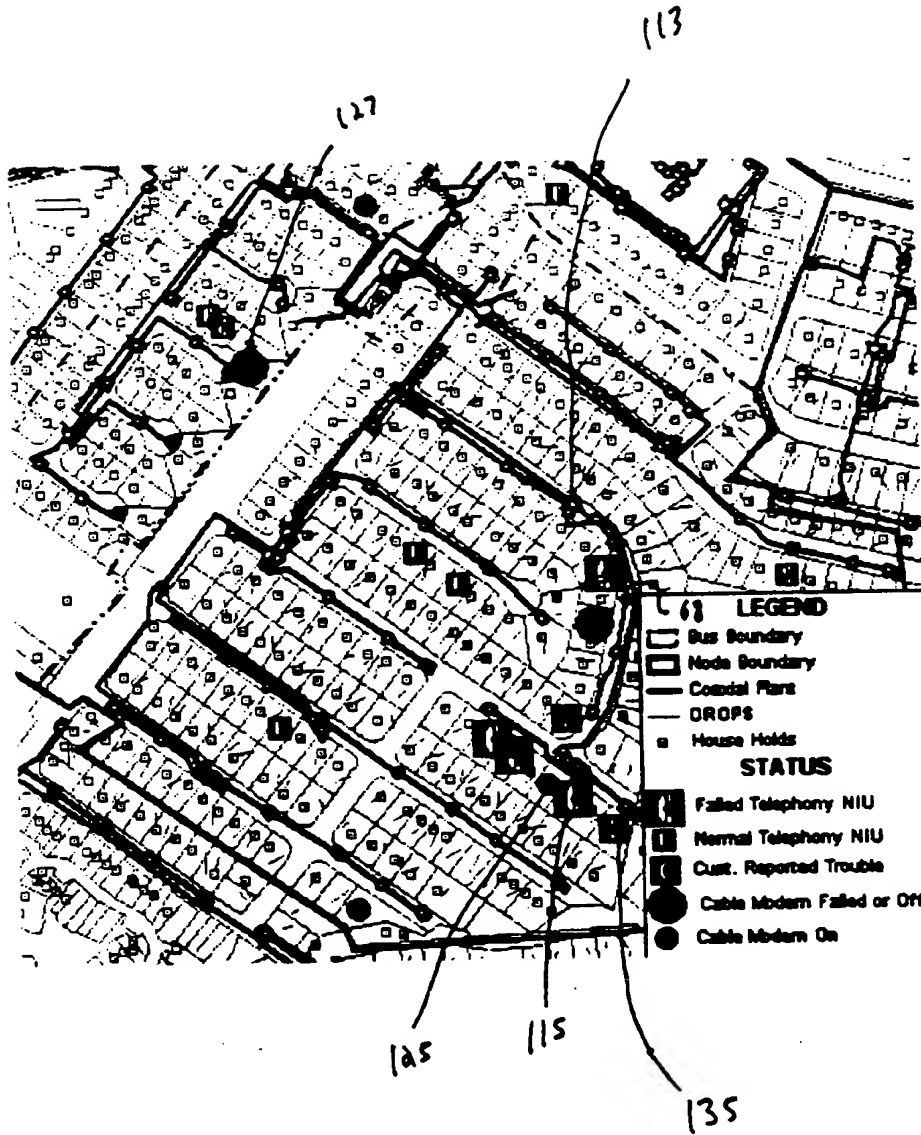 113
127
68 LEGEND
Bus Boundary
Node Boundary
Coaxial Plant
DROPS
House Holds
STATUS
Failed Telephony NIU
Normal Telephony NIU
Cust. Reported Trouble
Cable Modem Failed or Off
Cable Modem On
125
115
135